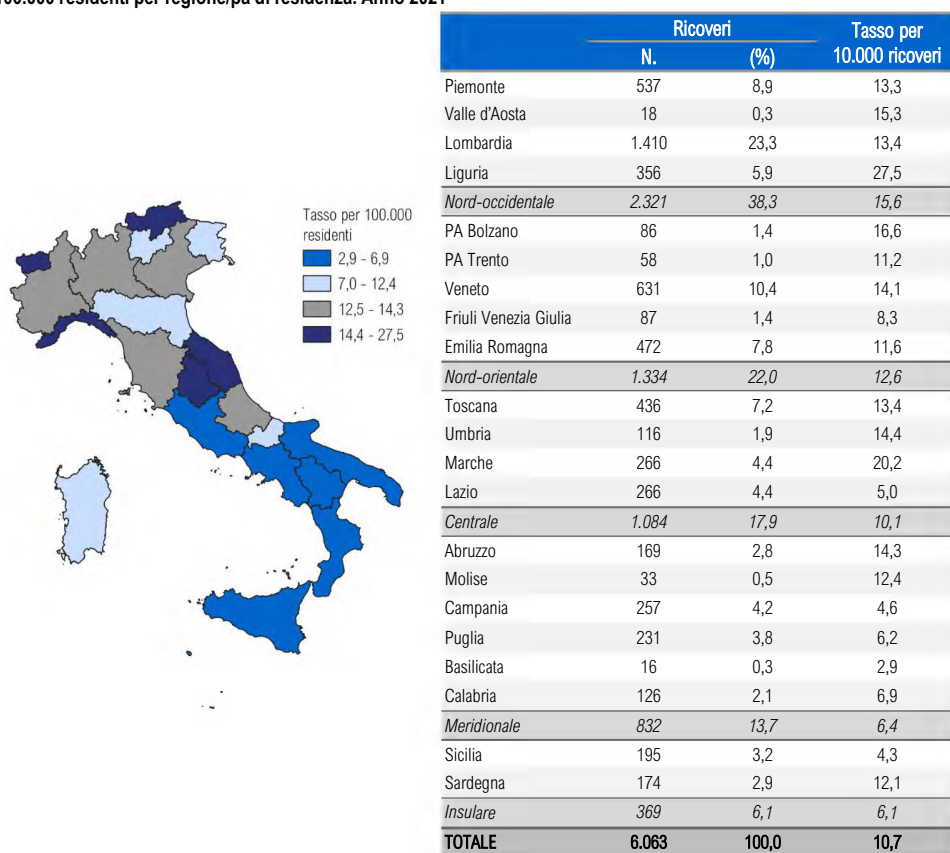 100.000 residenti per regione/pa di residenza. Anno 2021
Tasso per 100.000
residenti
2,9 - 6,9
7,0 - 12,4
12,5 - 14,3
14,4 - 27,5
Ricoveri Tasso per
N. (%) 10.000 ricoveri
Piemonte 537 8,9 13,3
Valle d'Aosta 18 0,3 15,3
Lombardia 1.410 23,3 13,4
Liguria 356 5,9 27,5
Nord-occidentale 2.321 38,3 15,6
PA Bolzano 86 1,4 16,6
PA Trento 58 1,0 11,2
Veneto 631 10,4 14,1
Friuli Venezia Giulia 87 1,4 8,3
Emilia Romagna 472 7,8 11,6
Nord-orientale 1.334 22,0 12,6
Toscana 436 7,2 13,4
Umbria 116 1,9 14,4
Marche 266 4,4 20,2
Lazio 266 4,4 5,0
Centrale 1.084 17,9 10,1
Abruzzo 169 2,8 14,3
Molise 33 0,5 12,4
Campania 257 4,2 4,6
Puglia 231 3,8 6,2
Basilicata 16 0,3 2,9
Calabria 126 2,1 6,9
Meridionale 832 13,7 6,4
Sicilia 195 3,2 4,3
Sardegna 174 2,9 12,1
Insulare 369 6,1 6,1
TOTALE 6.063 100,0 10,7